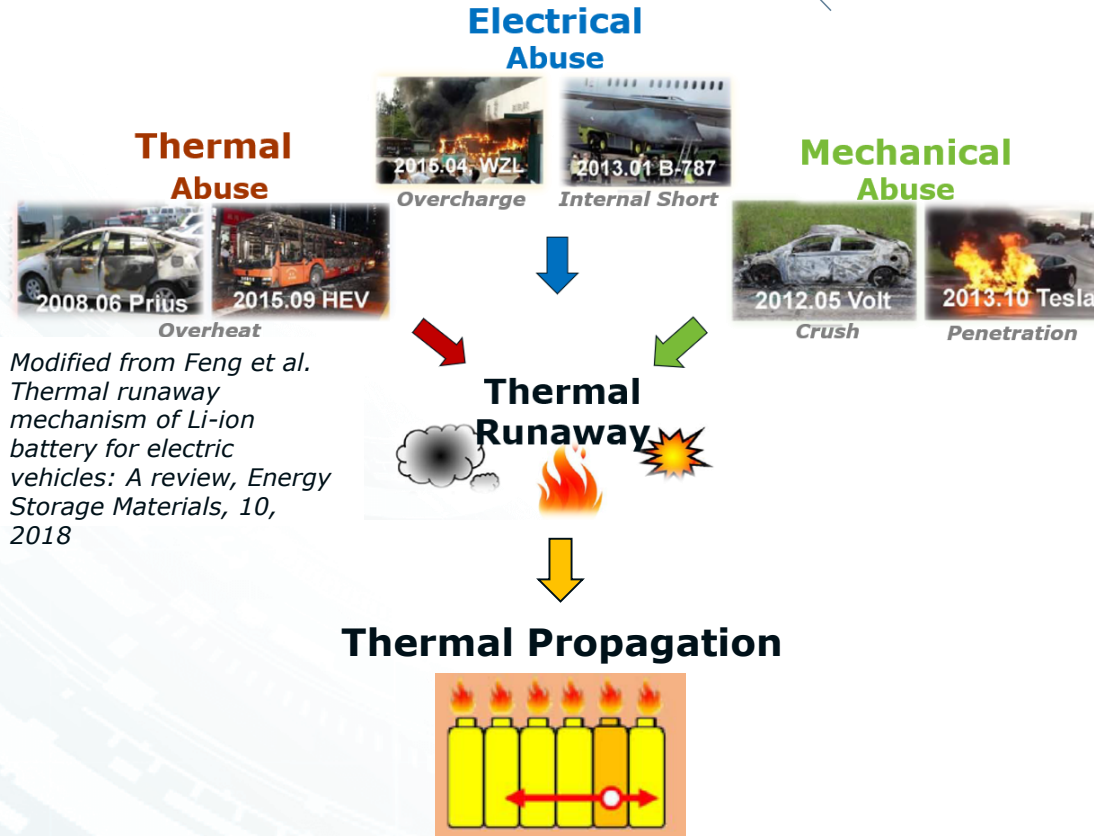 Electrical
Abuse
2015.04, WZL
2013.01 B-787
Overcharge
Internal Short
Thermal
Abuse
2008.06 Prius
2015.09 HEV
Overheat
Mechanical
Abuse
2012.05 Volt
2013.10 Tesla
Crush
Penetration
Modified from Feng et al.
Thermal runaway
mechanism of Li-ion
battery for electric
vehicles: A review, Energy
Storage Materials, 10,
2018
Thermal
Runaway
Thermal Propagation